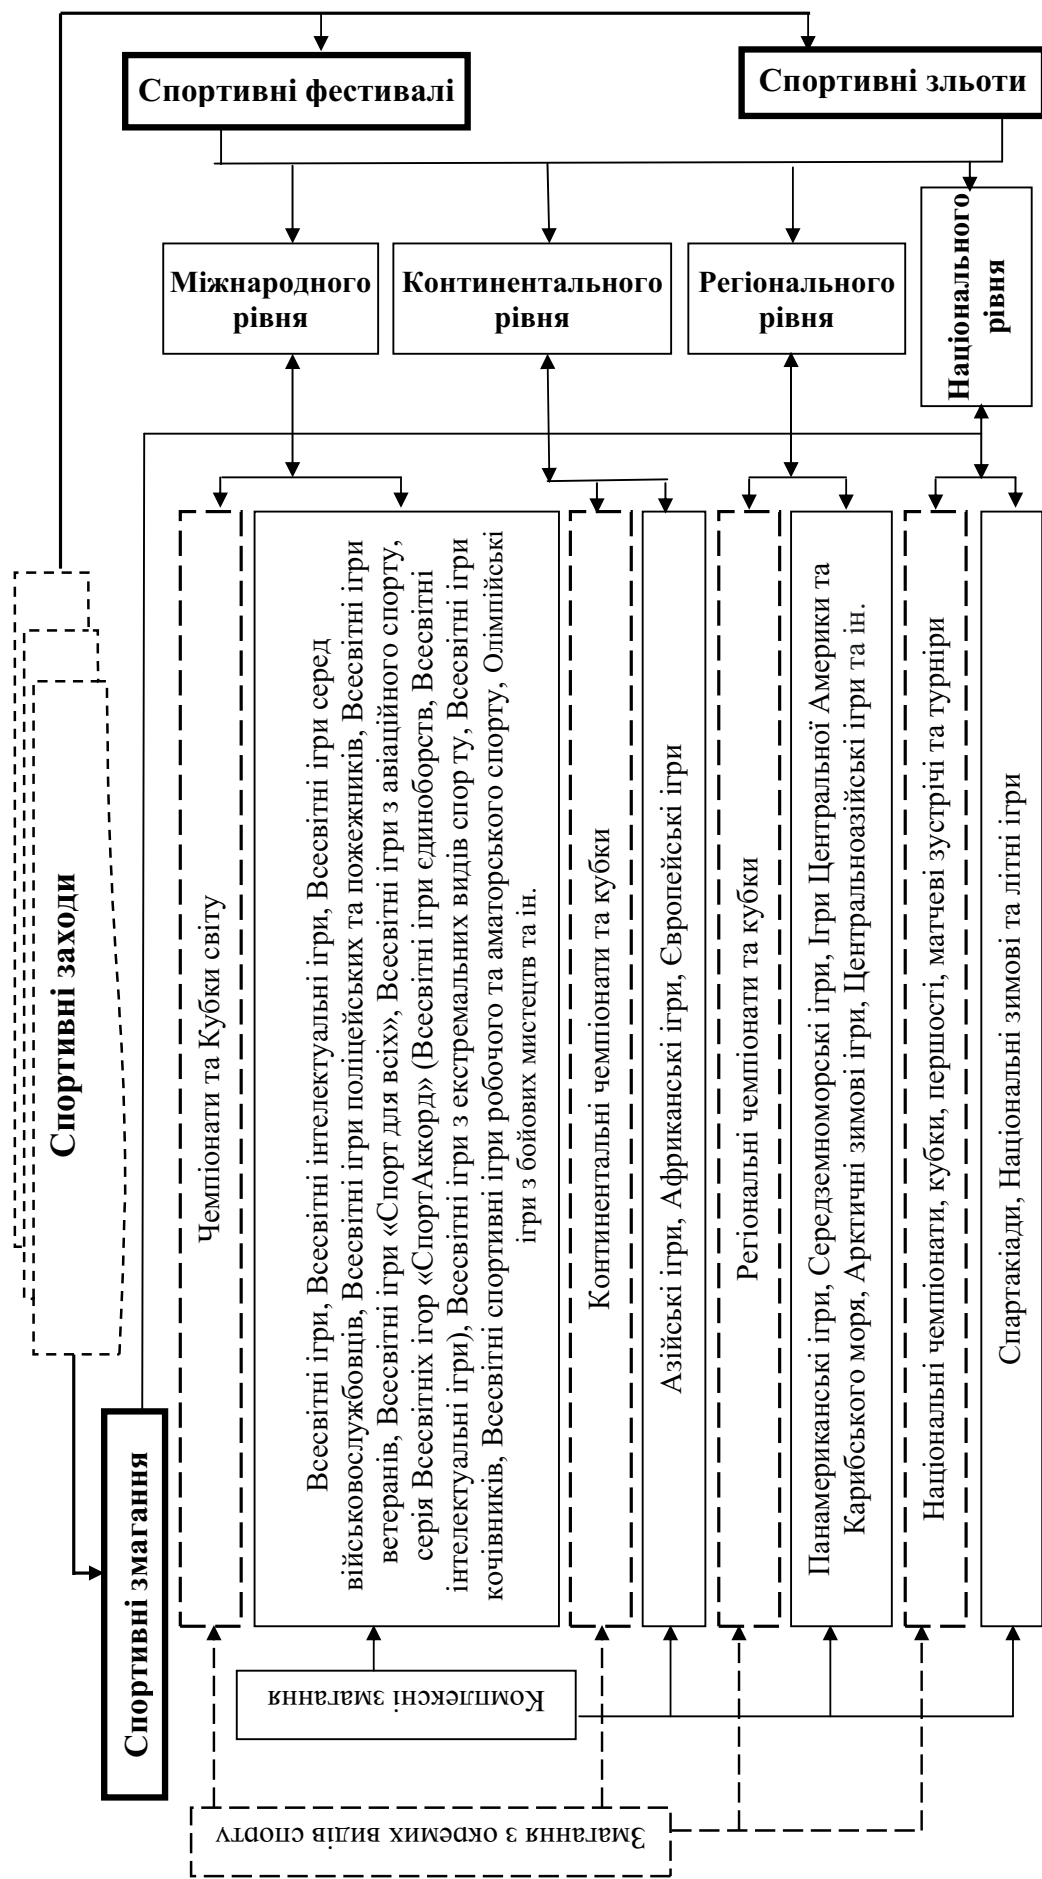 Спортивні заходи
Спортивні змагання
Спортивні фестивалі
Спортивні зльоти
Міжнародного
рівня
Континентального
рівня
Регіонального
рівня
Національного
рівня
Чемпіонати та Кубки світу
Всесвітні ігри, Всесвітні інтелектуальні ігри, Всесвітні ігри серед
військовослужбовців, Всесвітні ігри поліцейських та пожежників, Всесвітні ігри
ветеранів, Всесвітні ігри «Спорт для всіх», Всесвітні ігри з авіаційного спорту,
серія Всесвітніх ігор «СпортАккорд» (Всесвітні ігри єдиноборств, Всесвітні
інтелектуальні ігри), Всесвітні ігри з екстремальних видів спор ту, Всесвітні ігри
кочівників, Всесвітні спортивні ігри робочого та аматорського спорту, Олімпійські
ігри з бойових мистецтв та ін.
Континентальні чемпіонати та кубки
Азійські ігри, Африканські ігри, Європейські ігри
Регіональні чемпіонати та кубки
Панамериканські ігри, Середземноморські ігри, Ігри Центральної Америки та
Карибського моря, Арктичні зимові ігри, Центральноазійські ігри та ін.
Національні чемпіонати, кубки, першості, матчеві зустрічі та турніри
Спартакіади, Національні зимові та літні ігри
Комплексні змагання
Змагання з окремих видів спорту